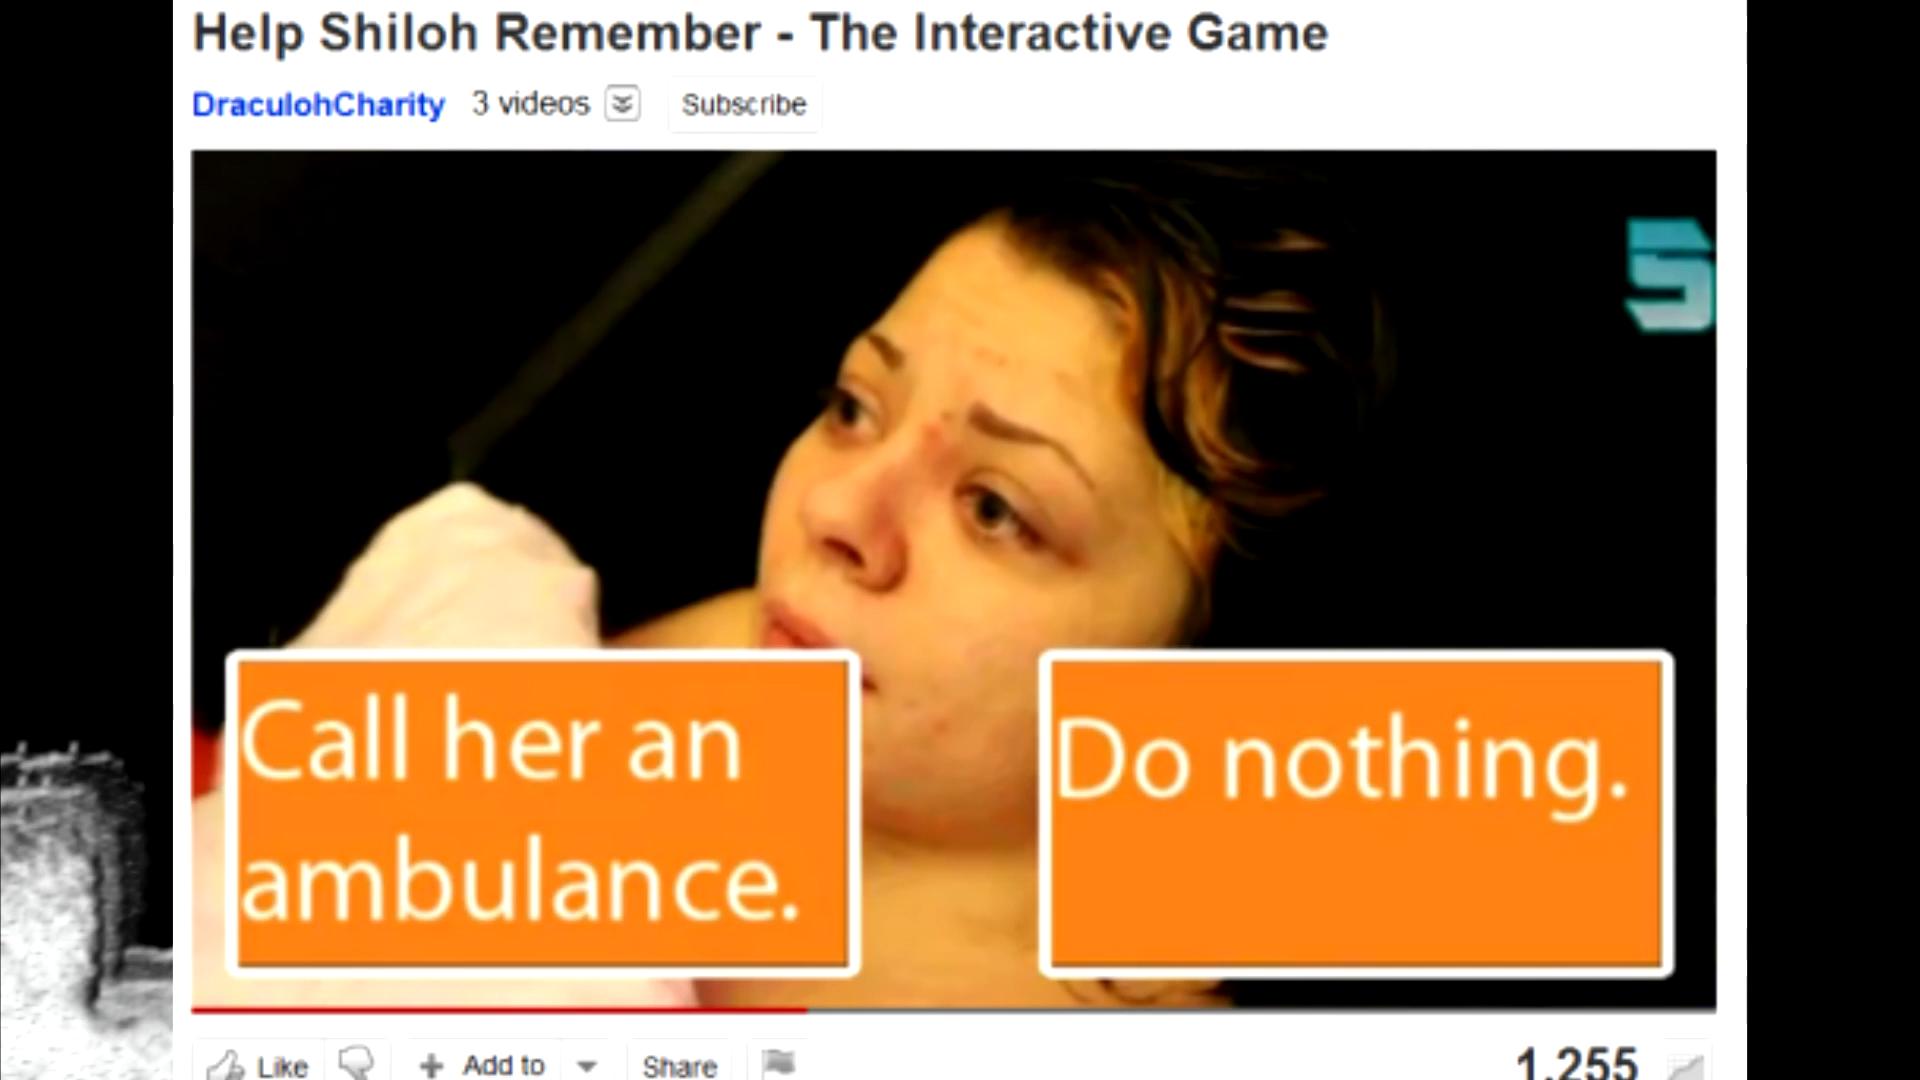 Help Shiloh Remember - The Interactive Game
DraculohCharity 3 videos Subscribe
5
Call her an
ambulance.
Do nothing.
Like Add to Share 1,255